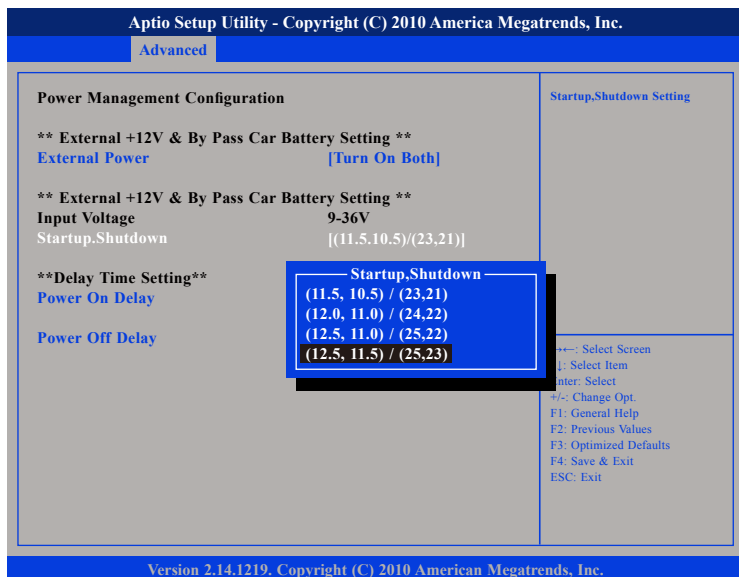 Aptio Setup Utility - Copyright (C) 2010 America Megatrends, Inc.
Advanced
Power Management Configuration
** External +12V & By Pass Car Battery Setting **
External Power [Turn On Both]
** External +12V & By Pass Car Battery Setting **
Input Voltage 9-36V
Startup.Shutdown [(11.5.10.5)/(23,21)]
**Delay Time Setting**
Power On Delay
Power Off Delay
Startup,Shutdown
(11.5, 10.5) / (23,21)
(12.0, 11.0) / (24,22)
(12.5, 11.0) / (25,22)
(12.5, 11.5) / (25,23)
Startup,Shutdown Setting
→←: Select Screen
↓: Select Item
Enter: Select
+/-: Change Opt.
F1: General Help
F2: Previous Values
F3: Optimized Defaults
F4: Save & Exit
ESC: Exit
Version 2.14.1219. Copyright (C) 2010 American Megatrends, Inc.